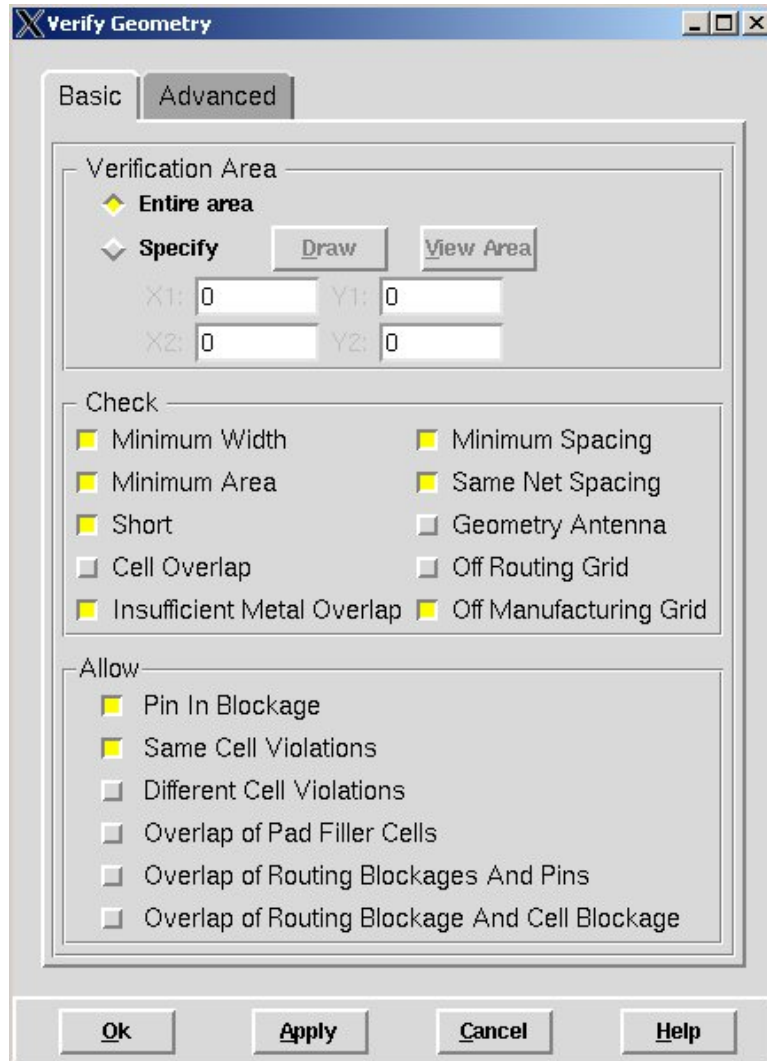 Verify Geometry
Basic Advanced
Verification Area
Entire area
Specify Draw View Area
X1: 0 Y1: 0
X2: 0 Y2: 0
Check
Minimum Width Minimum Spacing
Minimum Area Same Net Spacing
Short Geometry Antenna
Cell Overlap Off Routing Grid
Insufficient Metal Overlap Off Manufacturing Grid
Allow
Pin In Blockage
Same Cell Violations
Different Cell Violations
Overlap of Pad Filler Cells
Overlap of Routing Blockages And Pins
Overlap of Routing Blockage And Cell Blockage
Ok Apply Cancel Help